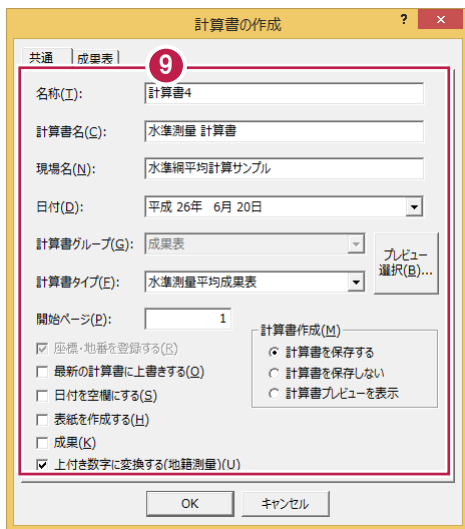 計算書の作成 ? ×
共通 成果表
9
名称(T): 計算書4
計算書名(C): 水準測量 計算書
現場名(N): 水準網平均計算サンプル
日付(D): 平成 26年 6月 20日
計算書グループ(G): 成果表
プレビュー
選択(B)...
計算書タイプ(F): 水準測量平均成果表
開始ページ(P): 1
計算書作成(M)
座標・地番を登録する(R)
計算書を保存する
最新の計算書に上書きする(O)
計算書を保存しない
日付を空欄にする(S)
計算書プレビューを表示
表紙を作成する(H)
成果(K)
上付き数字に変換する(地籍測量)(U)
OK キャンセル